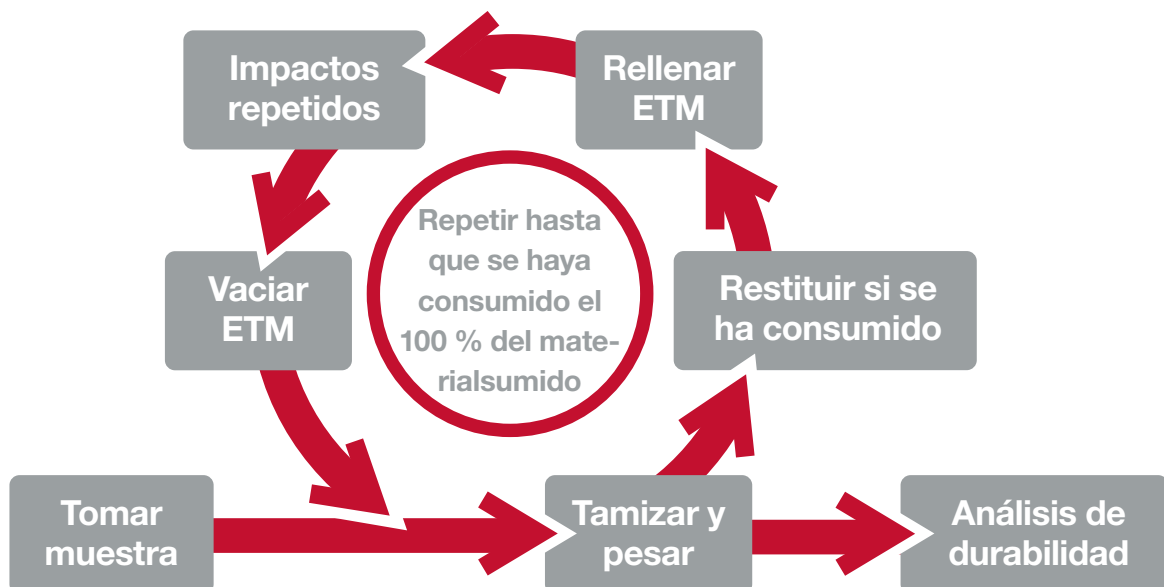 Impactos
repetidos
Rellenar
ETM
Repetir hasta
que se haya
consumido el
100 % del mate-
rialsumido
Vaciar
ETM
Restituir si se
ha consumido
Tomar
muestra
Tamizar y
pesar
Análisis de
durabilidad